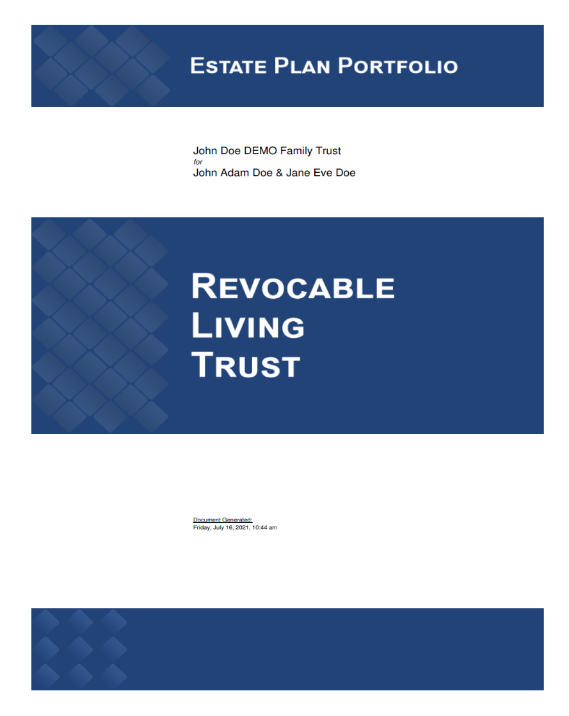 ESTATE PLAN PORTFOLIO
John Doe DEMO Family Trust
for
John Adam Doe & Jane Eve Doe
REVOCABLE
LIVING
TRUST
Document Generated:
Friday, July 16, 2021, 10:44 am